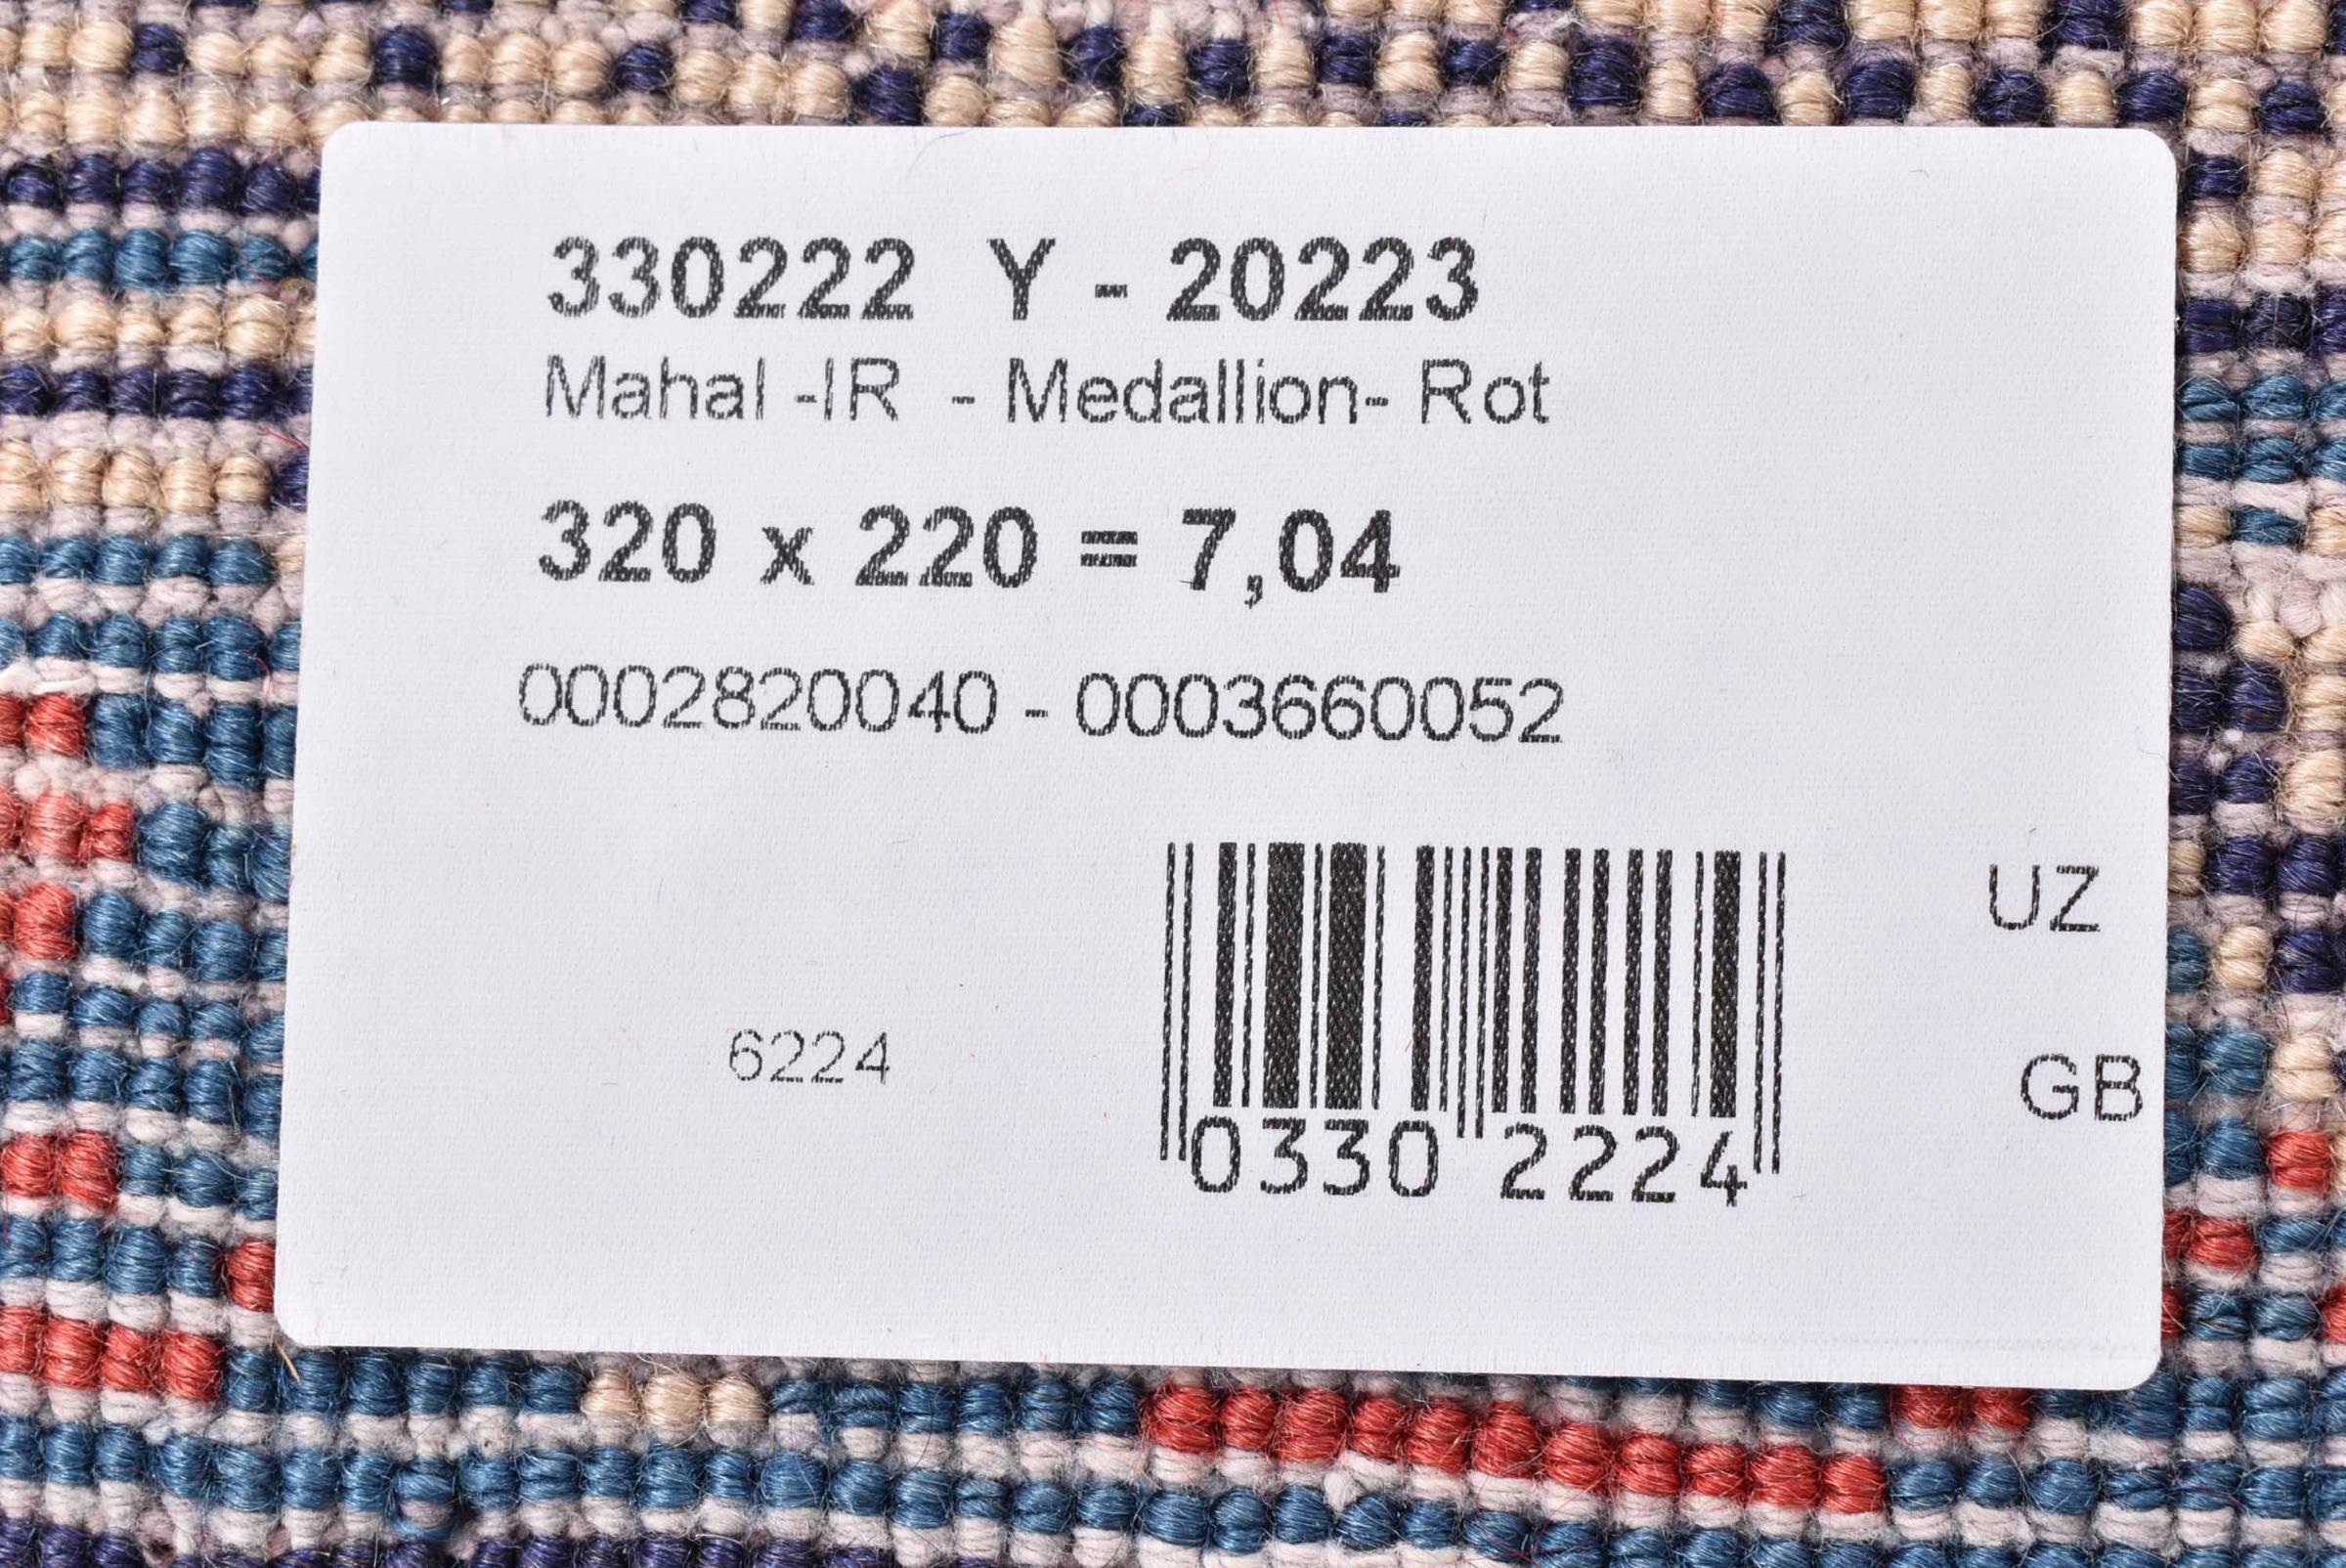 330222 Y - 20223
Mahal -IR - Medallion- Rot
320 x 220 = 7,04
0002820040 - 0003660052
UZ
6224
GB
0330 2224